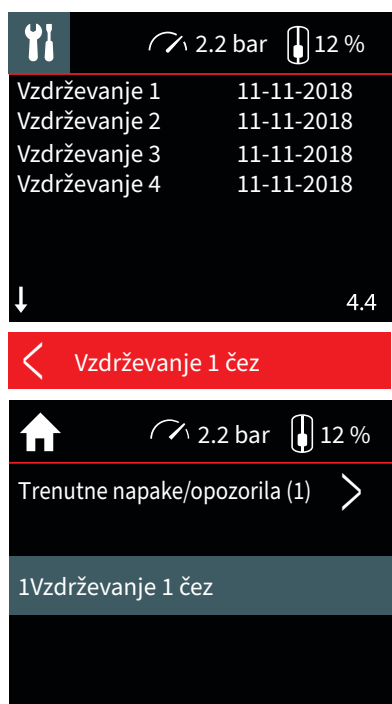 2.2 bar 12 %
Vzdrževanje 1 11-11-2018
Vzdrževanje 2 11-11-2018
Vzdrževanje 3 11-11-2018
Vzdrževanje 4 11-11-2018
4.4
Vzdrževanje 1 čez
2.2 bar 12 %
Trenutne napake/opozorila (1)
1Vzdrževanje 1 čez